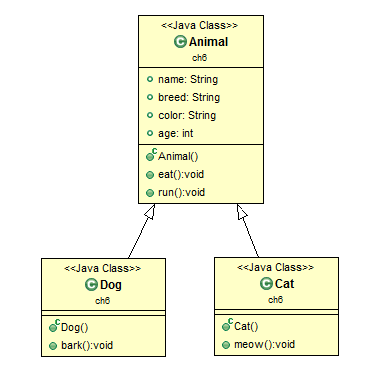 <<Java Class>>
Animal
ch6
name: String
breed: String
color: String
age: int
Animal()
eat():void
run():void
<<Java Class>>
Dog
ch6
Dog()
bark():void
<<Java Class>>
Cat
ch6
Cat()
meow():void